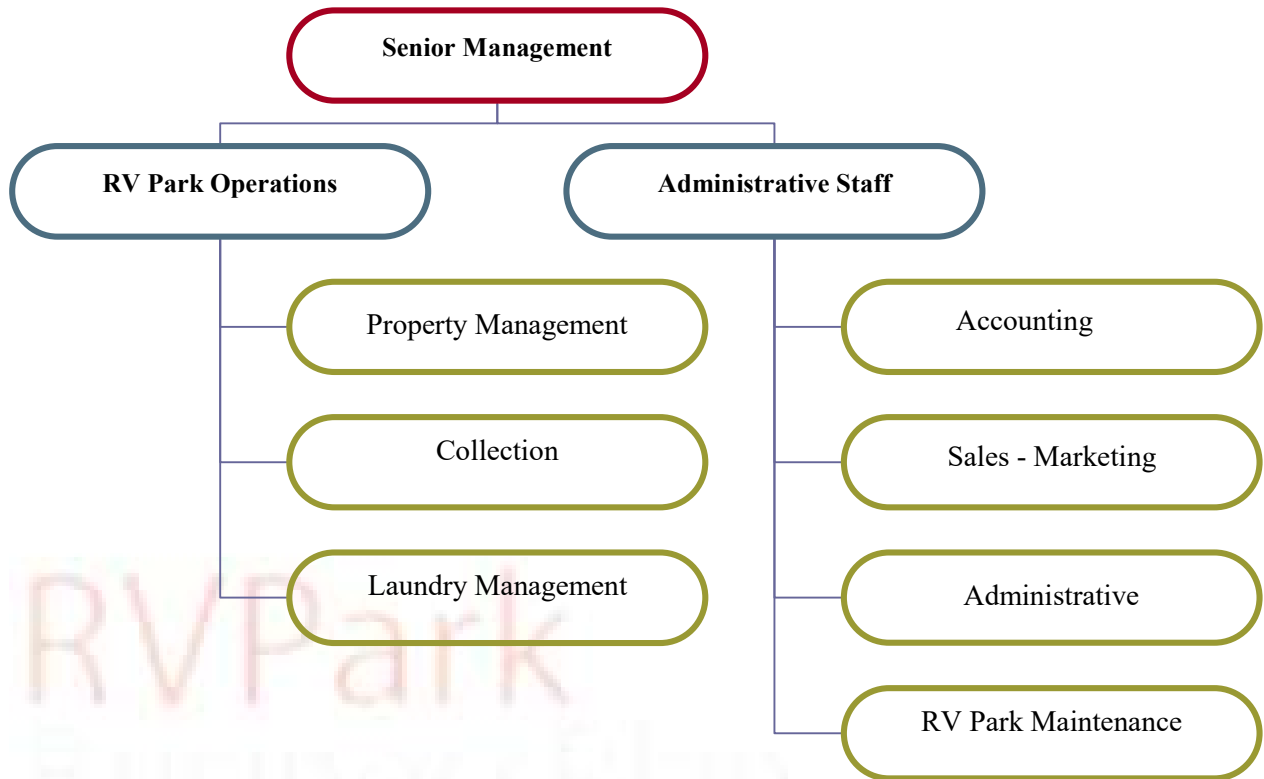 Senior Management
RV Park Operations
Administrative Staff
Property Management
Collection
Laundry Management
Accounting
Sales - Marketing
Administrative
RV Park Maintenance
RVPark